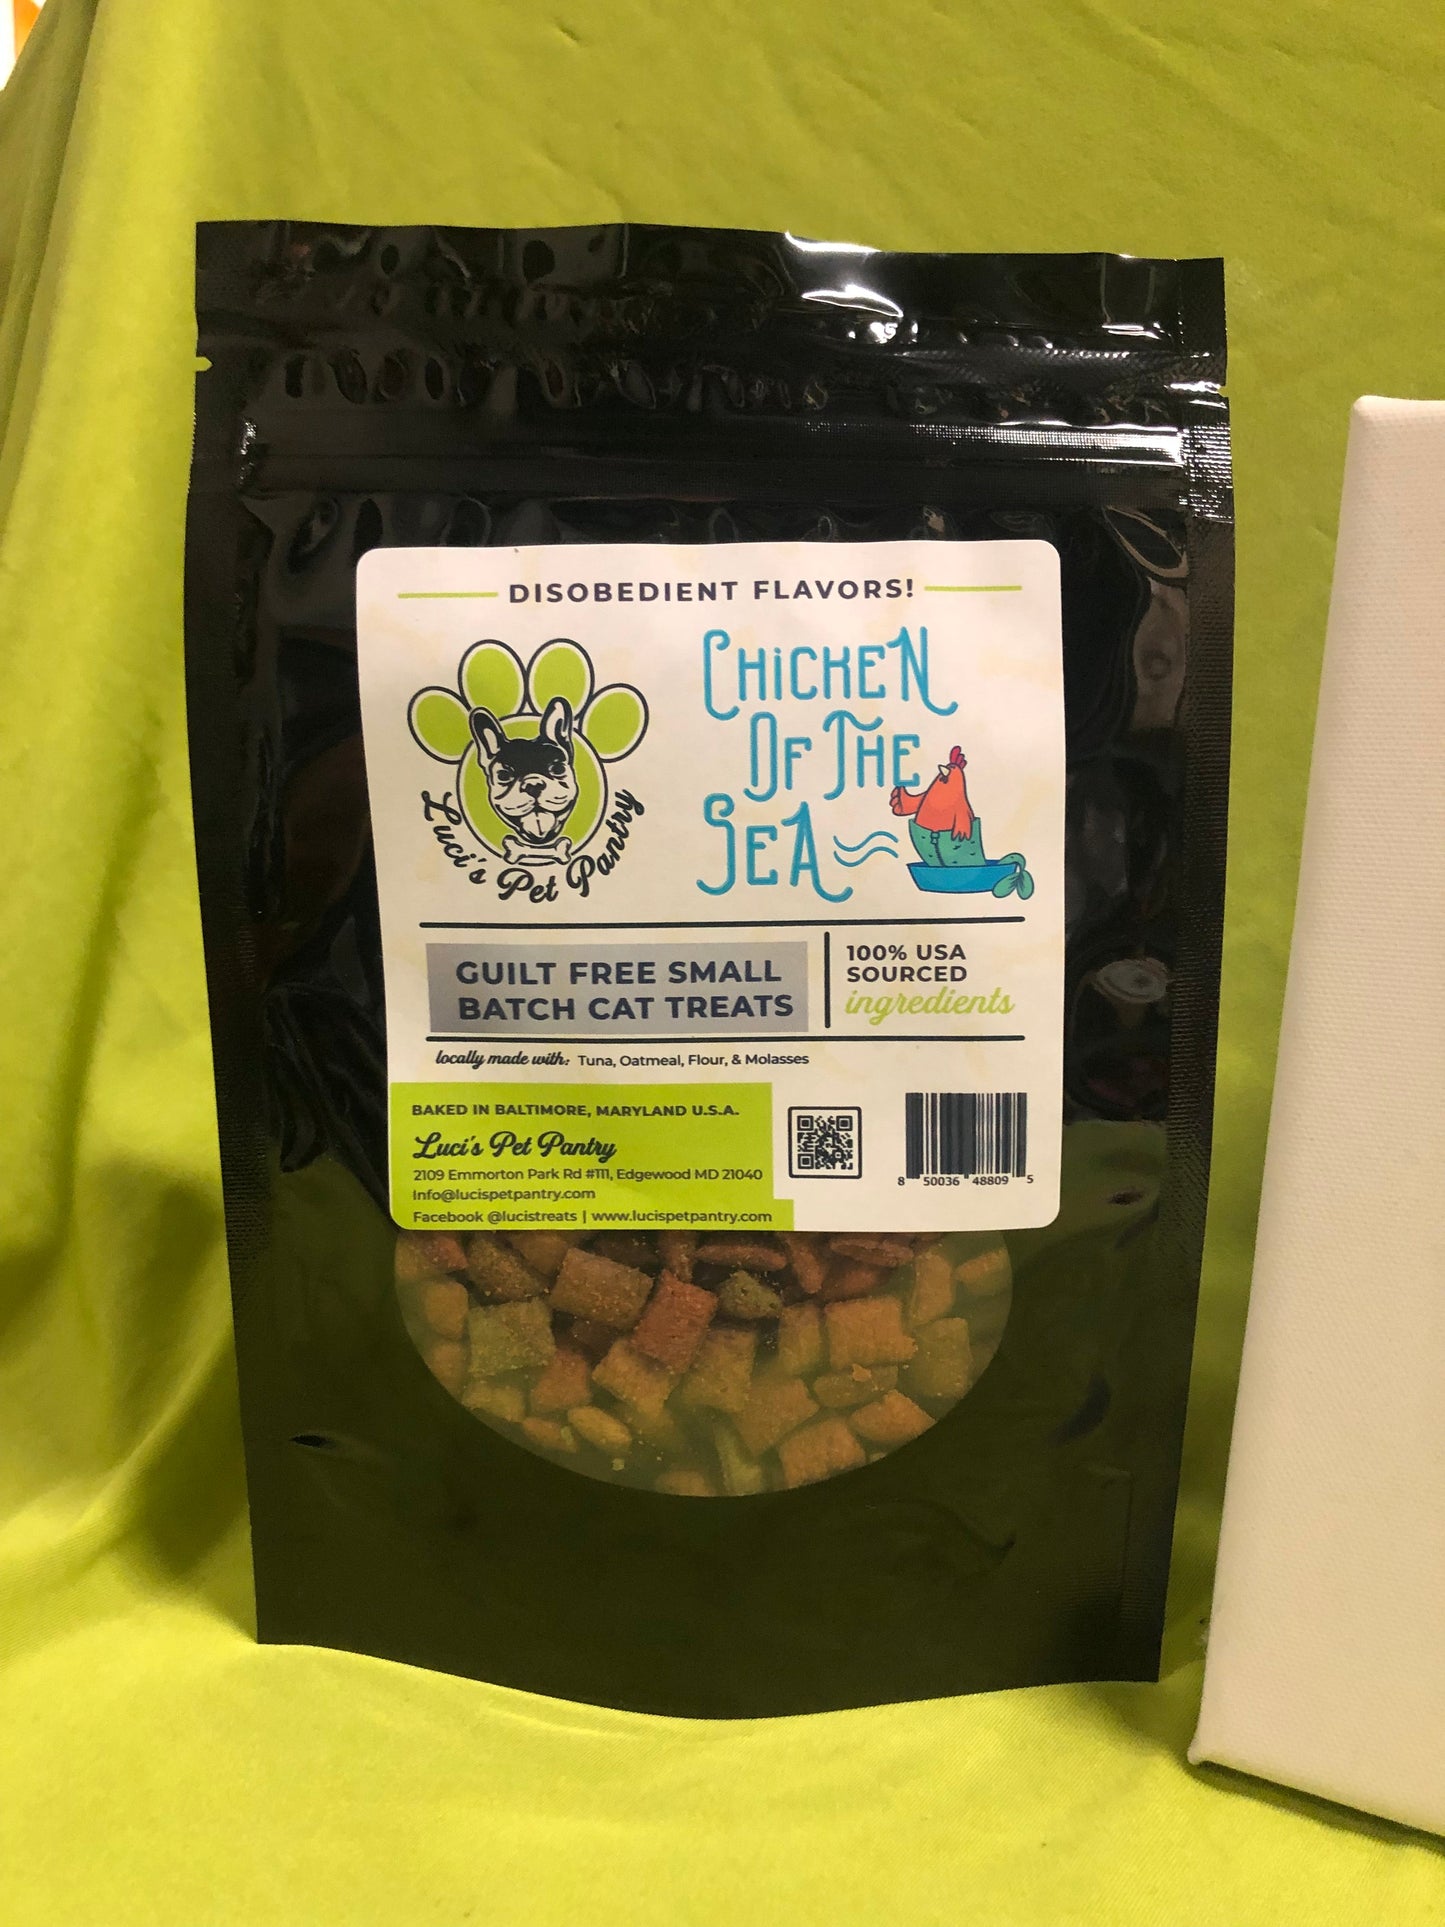 DISOBEDIENT FLAVORS!
Luci's Pet Pantry
CHiCKEN
OF THE
SEA
GUILT FREE SMALL
BATCH CAT TREATS
100% USA
SOURCED
ingredients
locally made with: Tuna, Oatmeal, Flour, & Molasses
BAKED IN BALTIMORE, MARYLAND U.S.A.
Luci's Pet Pantry
2109 Emmorton Park Rd #111, Edgewood MD 21040
Info@lucispetpantry.com
Facebook @lucistreats | www.lucispetpantry.com
8 50036 48809 5